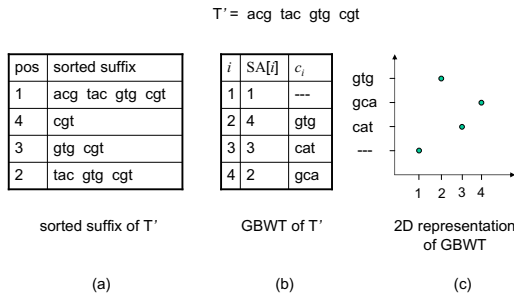 T' = acg tac gtg cgt
pos sorted suffix
1 acg tac gtg cgt
4 cgt
3 gtg cgt
2 tac gtg cgt
sorted suffix of T'
(a)
i SA[i] cᵢ
1 1 ---
2 4 gtg
3 3 cat
4 2 gca
GBWT of T'
(b)
gtg
gca
cat
---
1 2 3 4
2D representation
of GBWT
(c)